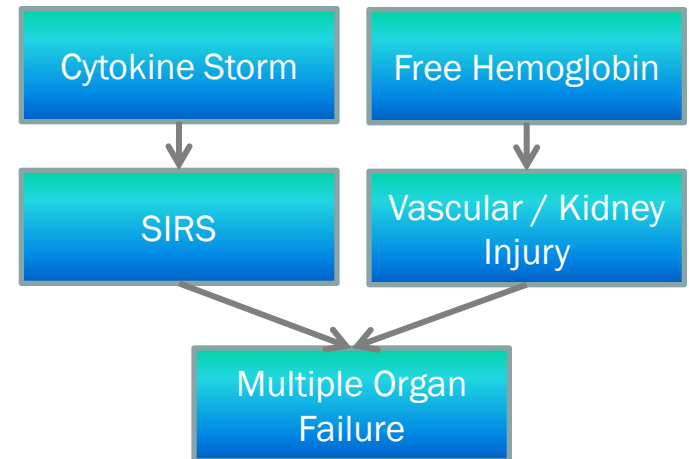 Cytokine Storm
Free Hemoglobin
SIRS
Vascular / Kidney
Injury
Multiple Organ
Failure